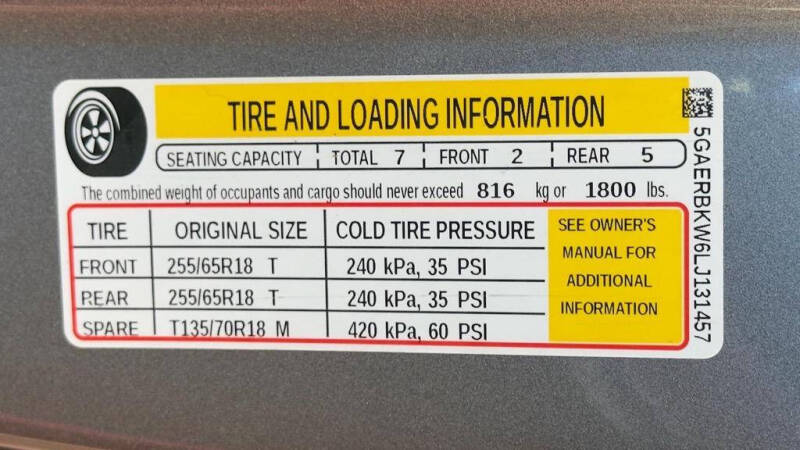 TIRE AND LOADING INFORMATION
SEATING CAPACITY TOTAL 7 FRONT 2 REAR 5
The combined weight of occupants and cargo should never exceed 816 kg or 1800 lbs.
TIRE ORIGINAL SIZE COLD TIRE PRESSURE
FRONT 255/65R18 T 240 kPa, 35 PSI
REAR 255/65R18 T 240 kPa, 35 PSI
SPARE T135/70R18 M 420 kPa, 60 PSI
SEE OWNER'S
MANUAL FOR
ADDITIONAL
INFORMATION
5GAERBKW6LJ131457